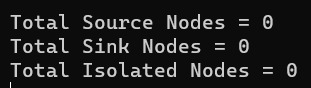 Total Source Nodes = 0
Total Sink Nodes = 0
Total Isolated Nodes = 0